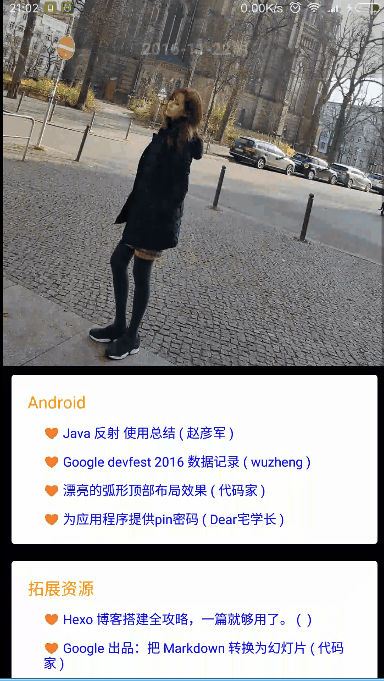 21:02
0.00K/s
2016-11-22
Android
Java 反射 使用总结 ( 赵彦军 )
Google devfest 2016 数据记录 ( wuzheng )
漂亮的弧形顶部布局效果 ( 代码家 )
为应用程序提供pin密码 ( Dear宅学长 )
拓展资源
Hexo 博客搭建全攻略，一篇就够用了。 (  )
Google 出品：把 Markdown 转换为幻灯片 ( 代码
家 )